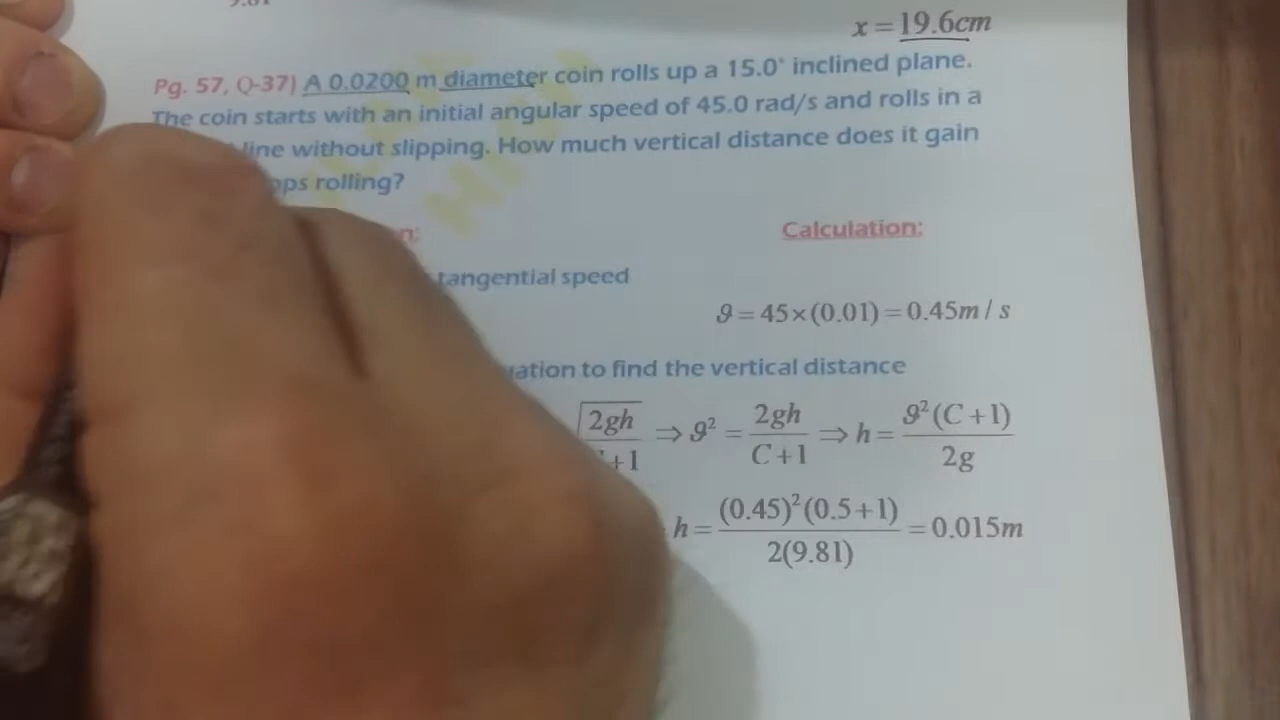 x = 19.6cm
Pg. 57, Q-37) A 0.0200 m diameter coin rolls up a 15.0° inclined plane.
The coin starts with an initial angular speed of 45.0 rad/s and rolls in a
line without slipping. How much vertical distance does it gain
rolling?
Calculation:
tangential speed
ϑ = 45×(0.01) = 0.45m / s
to find the vertical distance
√2gh/+1 ⇒ ϑ² = 2gh/C+1 ⇒ h = ϑ²(C+1)/2g
h = (0.45)²(0.5+1)/2(9.81) = 0.015m